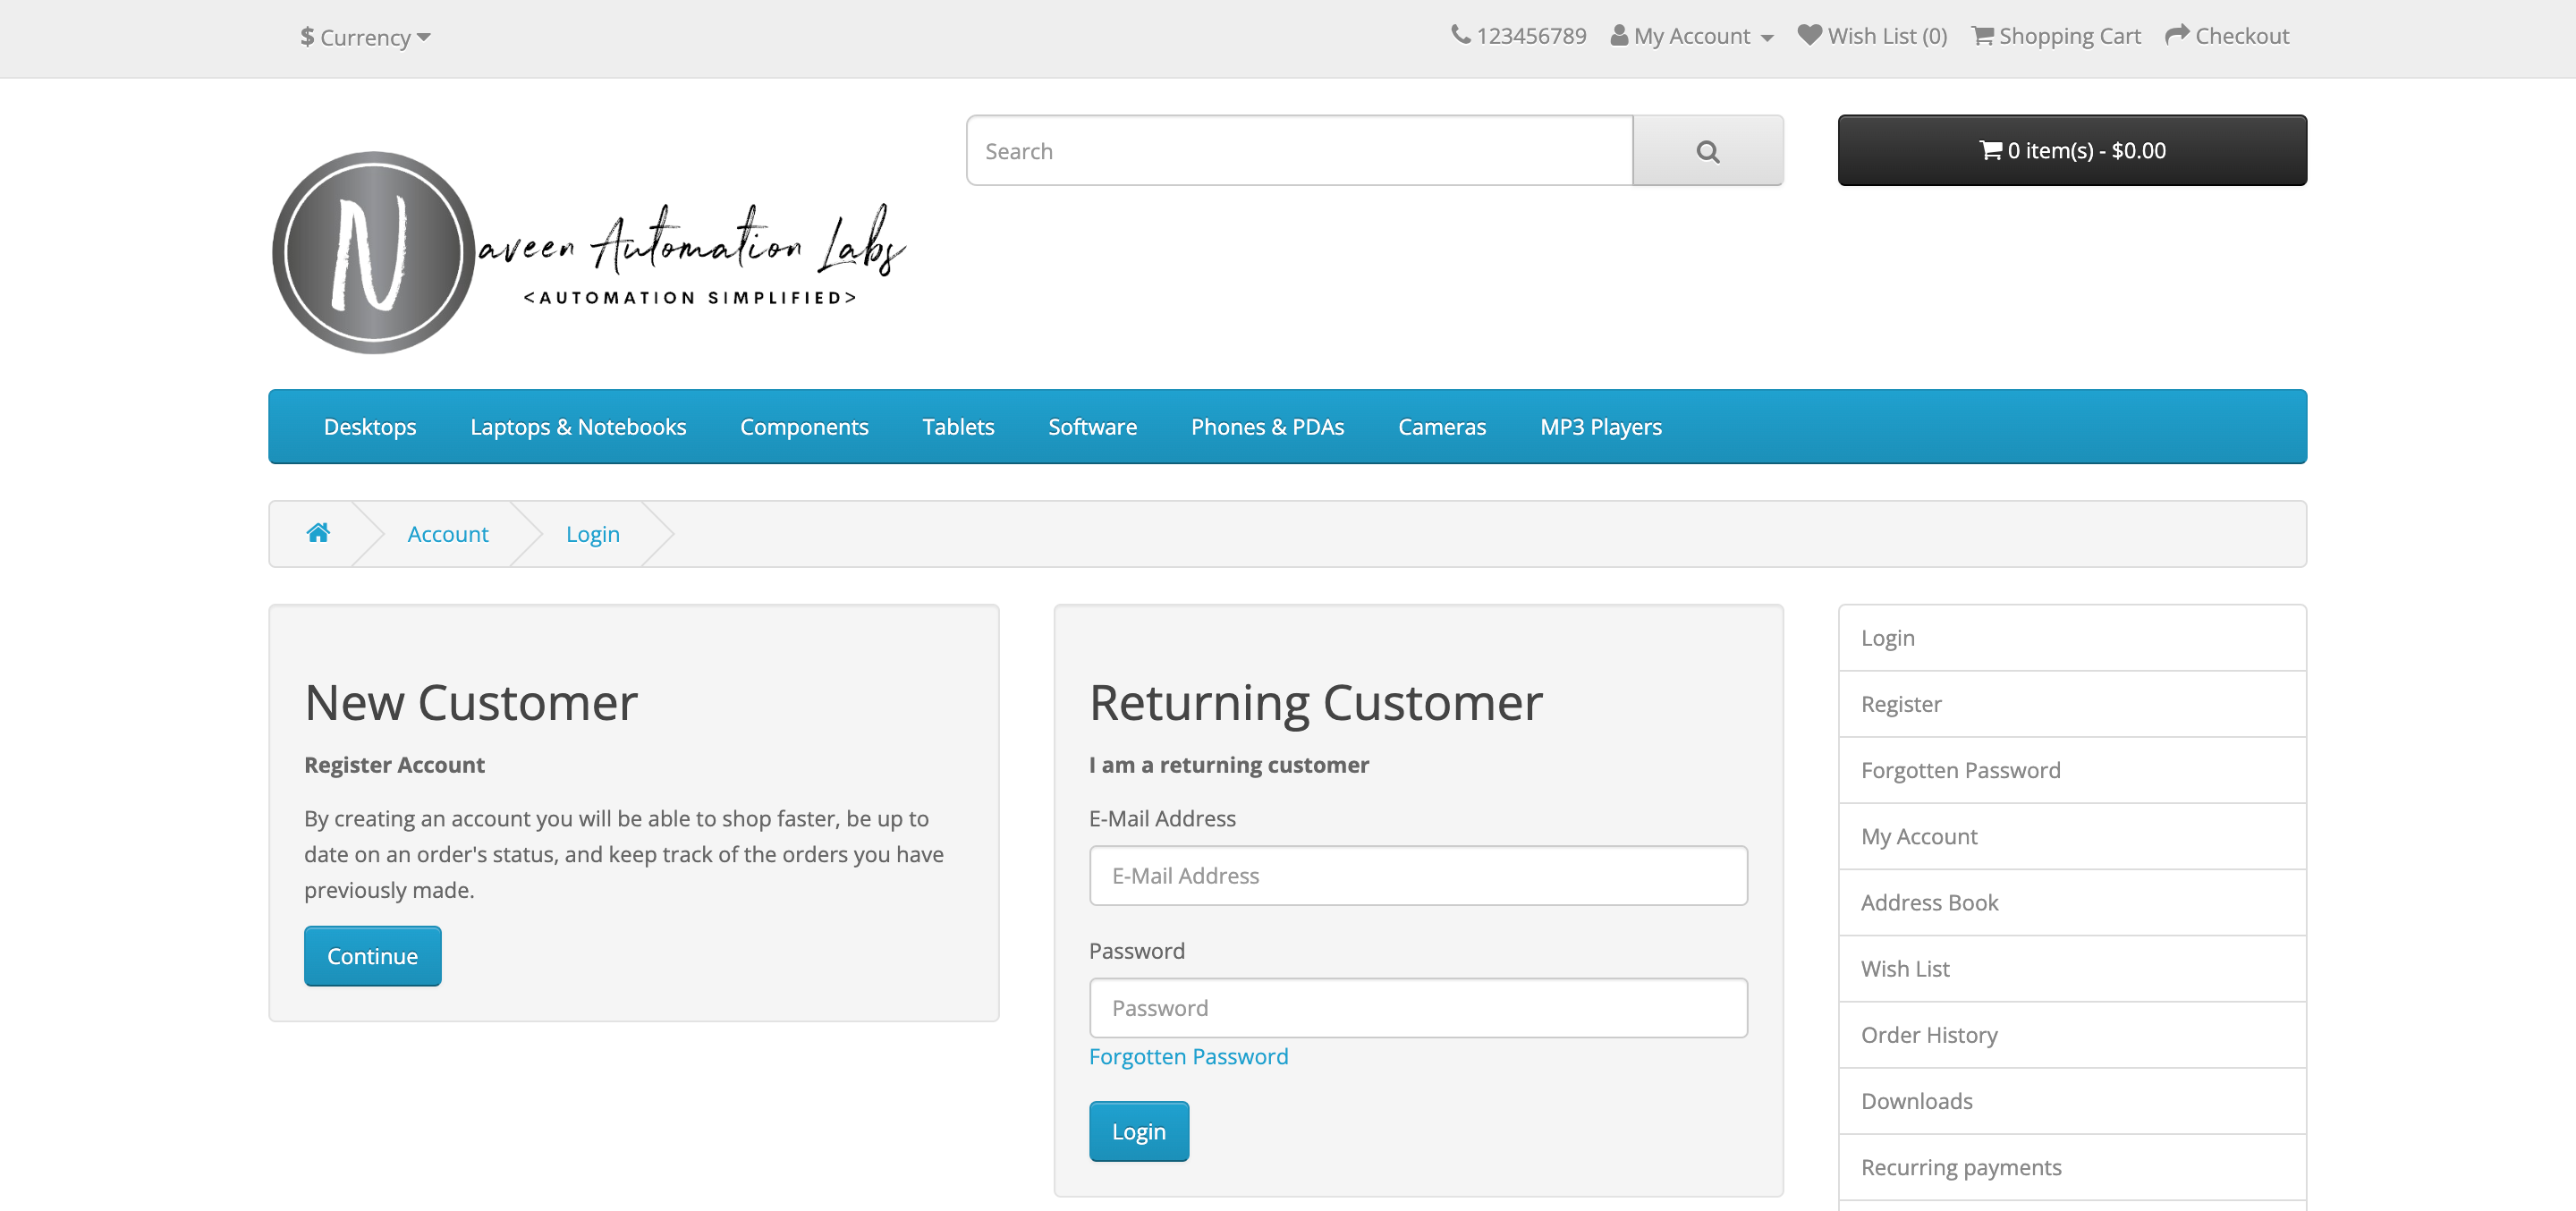 $ Currency
123456789 My Account Wish List (0) Shopping Cart Checkout
Search
0 item(s) - $0.00
Naveen Automation Labs
<AUTOMATION SIMPLIFIED>
Desktops Laptops & Notebooks Components Tablets Software Phones & PDAs Cameras MP3 Players
Account Login
New Customer
Register Account
By creating an account you will be able to shop faster, be up to
date on an order's status, and keep track of the orders you have
previously made.
Continue
Returning Customer
I am a returning customer
E-Mail Address
E-Mail Address
Password
Password
Forgotten Password
Login
Login
Register
Forgotten Password
My Account
Address Book
Wish List
Order History
Downloads
Recurring payments